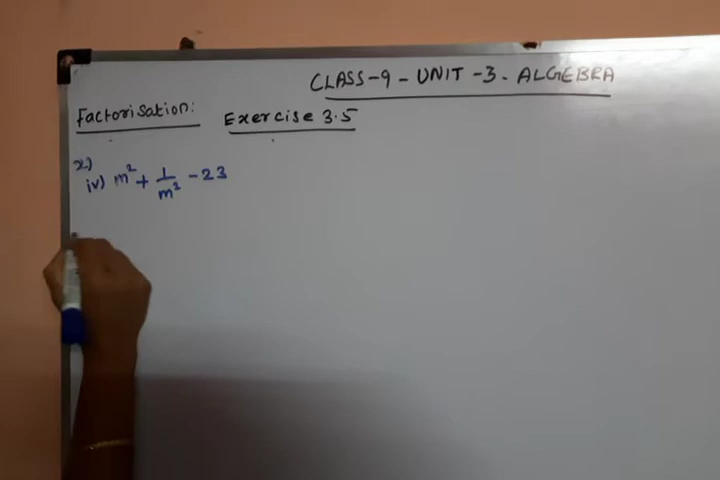 CLASS-9-UNIT-3. ALGEBRA
Factorisation: Exercise 3.5
2)
iv) m² + 1/m² - 23